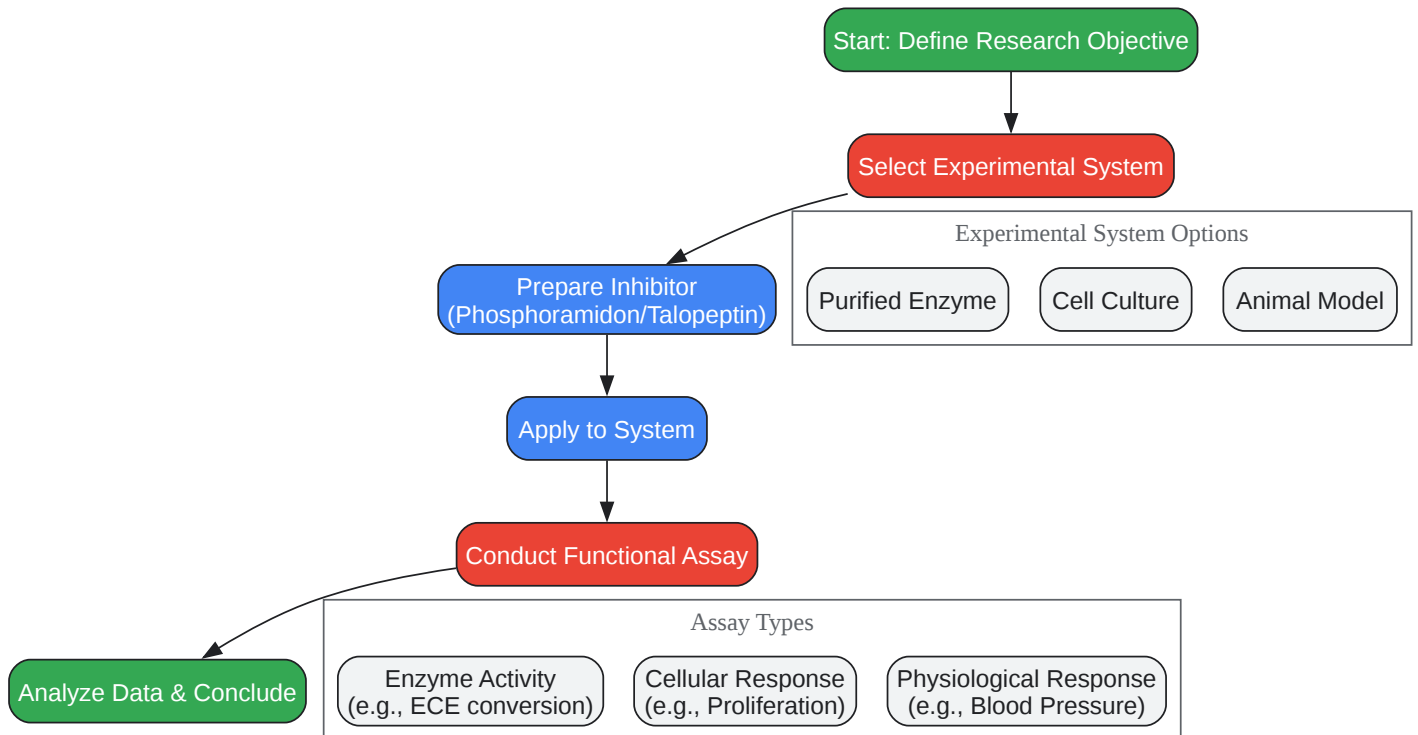 Start: Define Research Objective
Select Experimental System
Experimental System Options
Purified Enzyme
Cell Culture
Animal Model
Prepare Inhibitor
(Phosphoramidon/Talopeptin)
Apply to System
Conduct Functional Assay
Assay Types
Enzyme Activity
(e.g., ECE conversion)
Cellular Response
(e.g., Proliferation)
Physiological Response
(e.g., Blood Pressure)
Analyze Data & Conclude